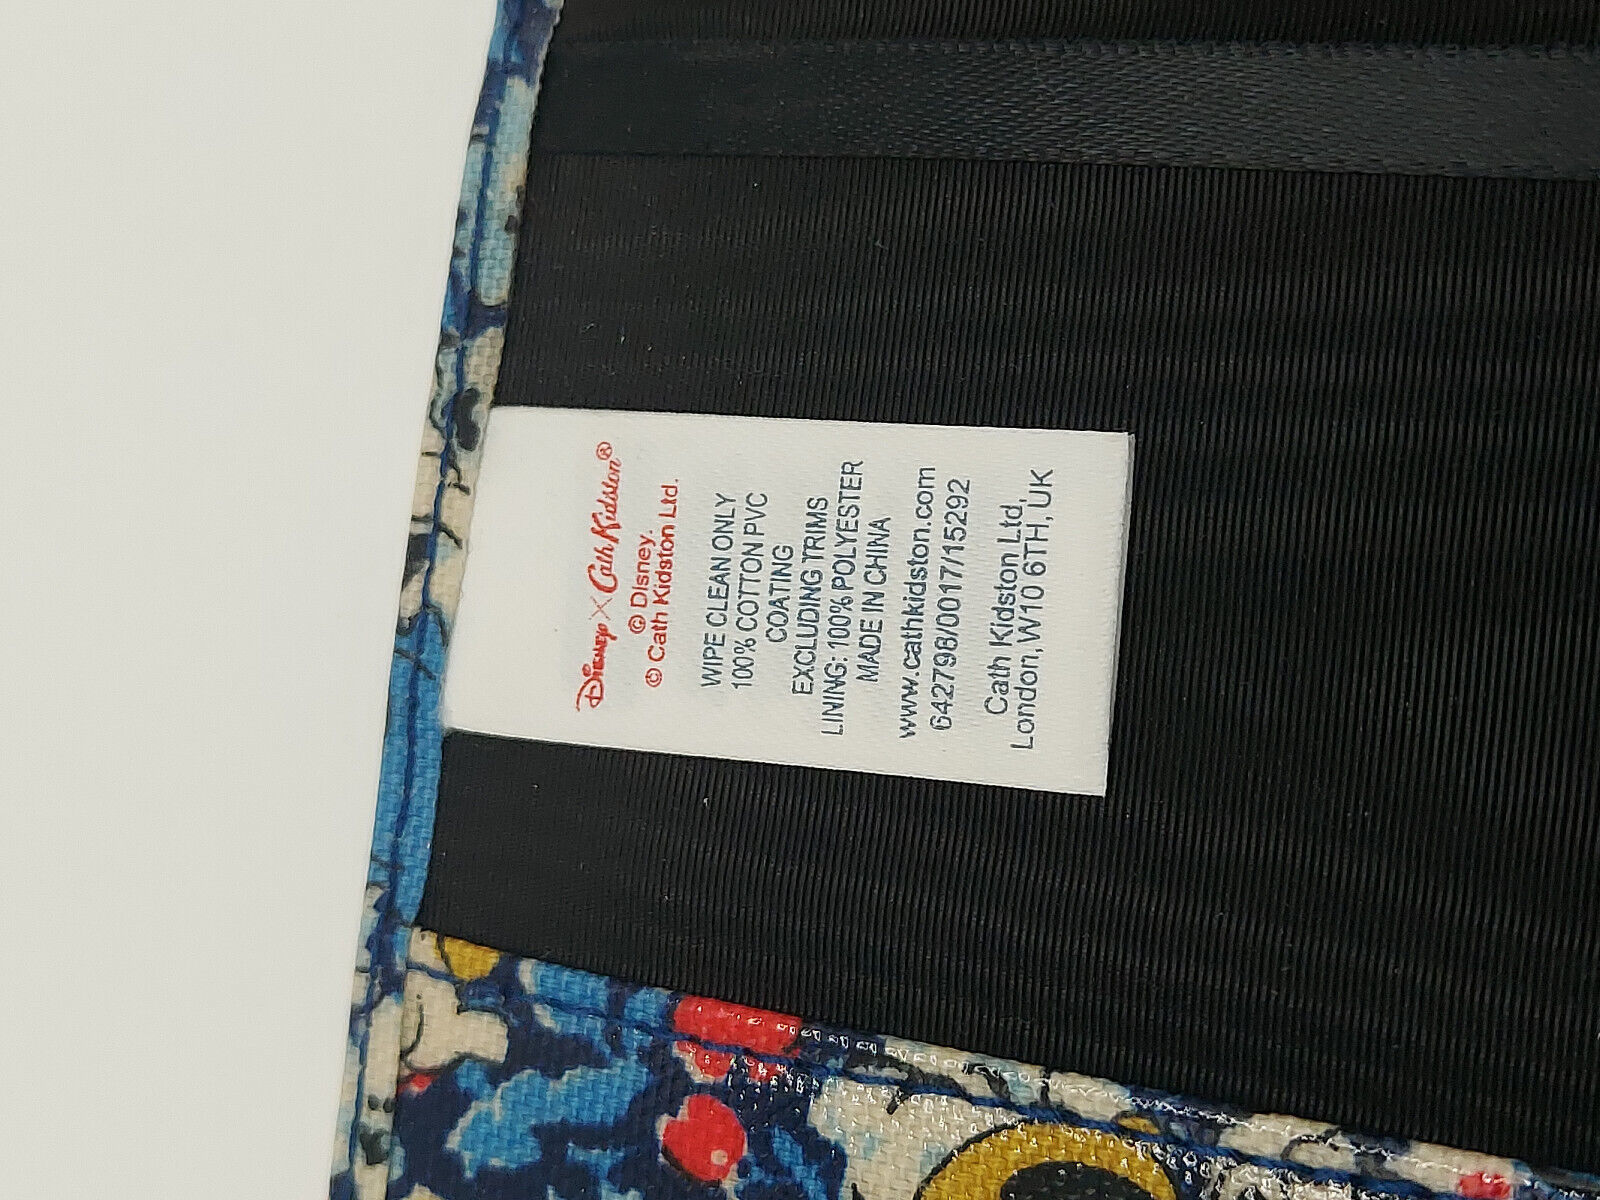 Disney X Cath Kidston®
© Disney.
© Cath Kidston Ltd.
WIPE CLEAN ONLY
100% COTTON PVC
COATING
EXCLUDING TRIMS
LINING: 100% POLYESTER
MADE IN CHINA
www.cathkidston.com
642798/0017/15292
Cath Kidston Ltd,
London, W10 6TH, UK